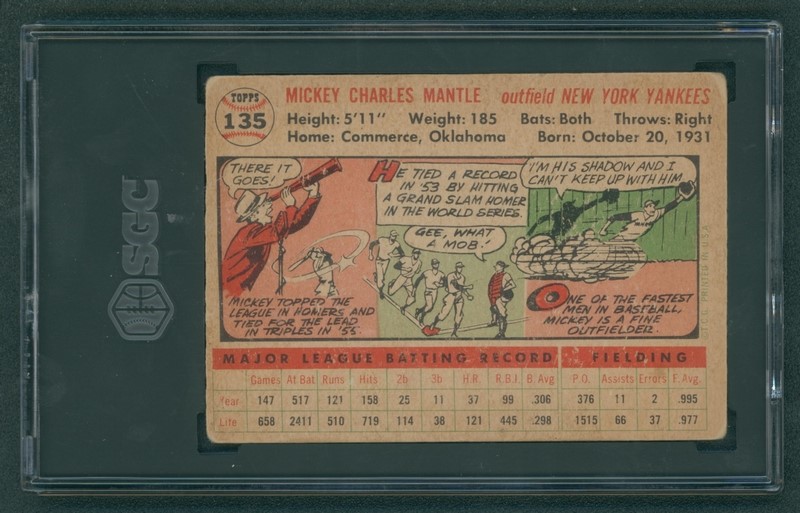 TOPPS
135
MICKEY CHARLES MANTLE outfield NEW YORK YANKEES
Height: 5'11" Weight: 185 Bats: Both Throws: Right
Home: Commerce, Oklahoma Born: October 20, 1931
THERE IT
GOES!
MICKEY TOPPED THE
LEAGUE IN HOMERS AND
TIED FOR THE LEAD
IN TRIPLES IN '55.
HE TIED A RECORD
IN '53 BY HITTING
A GRAND SLAM HOMER
IN THE WORLD SERIES.
GEE, WHAT
A MOB!
I'M HIS SHADOW AND I
CAN'T KEEP UP WITH HIM.
ONE OF THE FASTEST
MEN IN BASEBALL,
MICKEY IS A FINE
OUTFIELDER.
PRINTED IN U.S.A.
MAJOR LEAGUE BATTING RECORD FIELDING
Games At Bat Runs Hits 2b 3b H.R. R.B.I. B. Avg P.O. Assists Errors F. Avg.
Year 147 517 121 158 25 11 37 99 .306 376 11 2 .995
Life 658 2411 510 719 114 38 121 445 .298 1515 66 37 .977
SGC